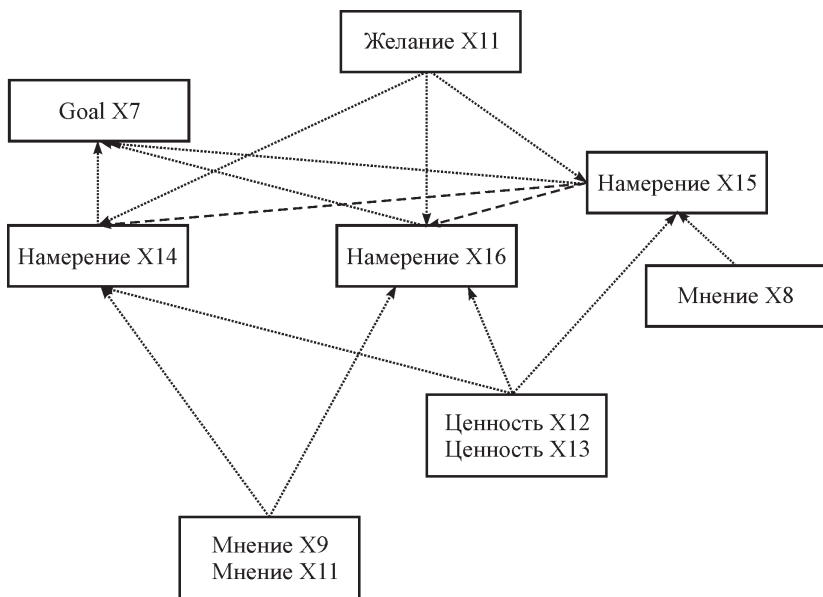 Желание X11
Goal X7
Намерение X15
Намерение X14
Намерение X16
Мнение X8
Ценность X12
Ценность X13
Мнение X9
Мнение X11